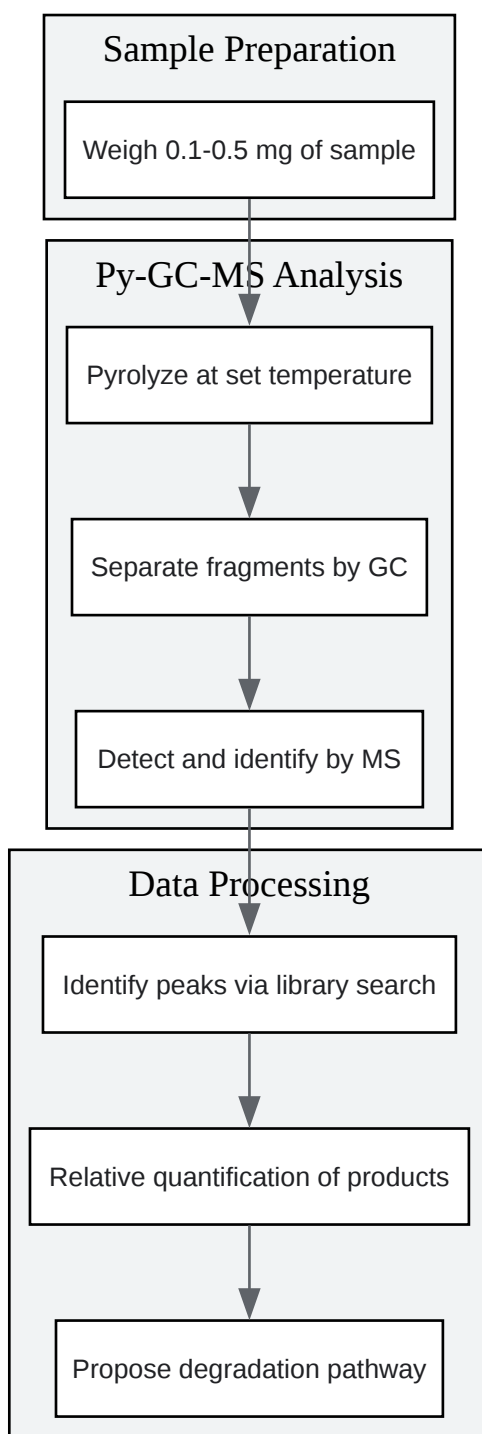 Sample Preparation
Weigh 0.1-0.5 mg of sample
Py-GC-MS Analysis
Pyrolyze at set temperature
Separate fragments by GC
Detect and identify by MS
Data Processing
Identify peaks via library search
Relative quantification of products
Propose degradation pathway